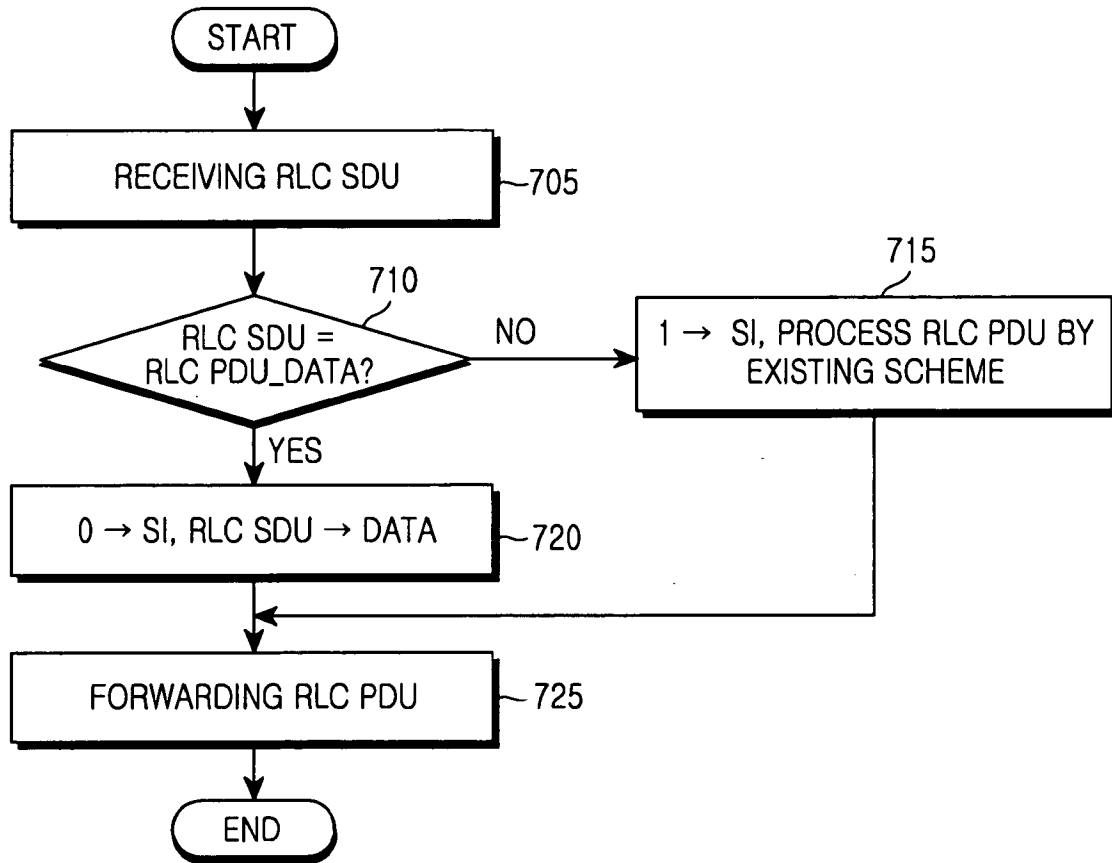 START
RECEIVING RLC SDU
705
710
RLC SDU =
RLC PDU_DATA?
NO
715
1 → SI, PROCESS RLC PDU BY
EXISTING SCHEME
YES
0 → SI, RLC SDU → DATA
720
FORWARDING RLC PDU
725
END